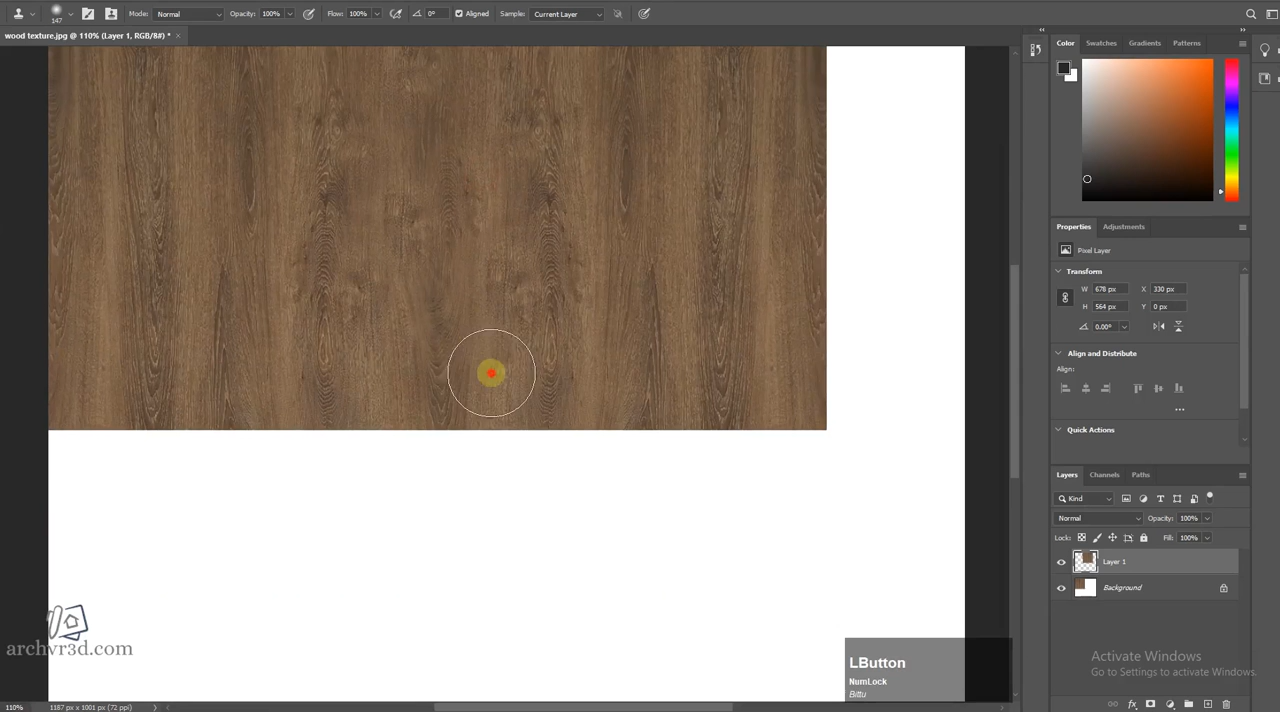 147 Mode: Normal Opacity: 100% Flow: 100% 0° Aligned Sample: Current Layer
wood texture.jpg @ 110% (Layer 1, RGB/8#) * ×
Color Swatches Gradients Patterns
Properties Adjustments
Pixel Layer
Transform
W 678 px X 330 px
H 564 px Y 0 px
0.00°
Align and Distribute
Align:
Quick Actions
Layers Channels Paths
Kind
Normal Opacity: 100%
Lock: Fill: 100%
Layer 1
Background
archvr3d.com
LButton
NumLock
Bittu
Activate Windows
Go to Settings to activate Windows.
110% 1187 px x 1001 px (72 ppi)